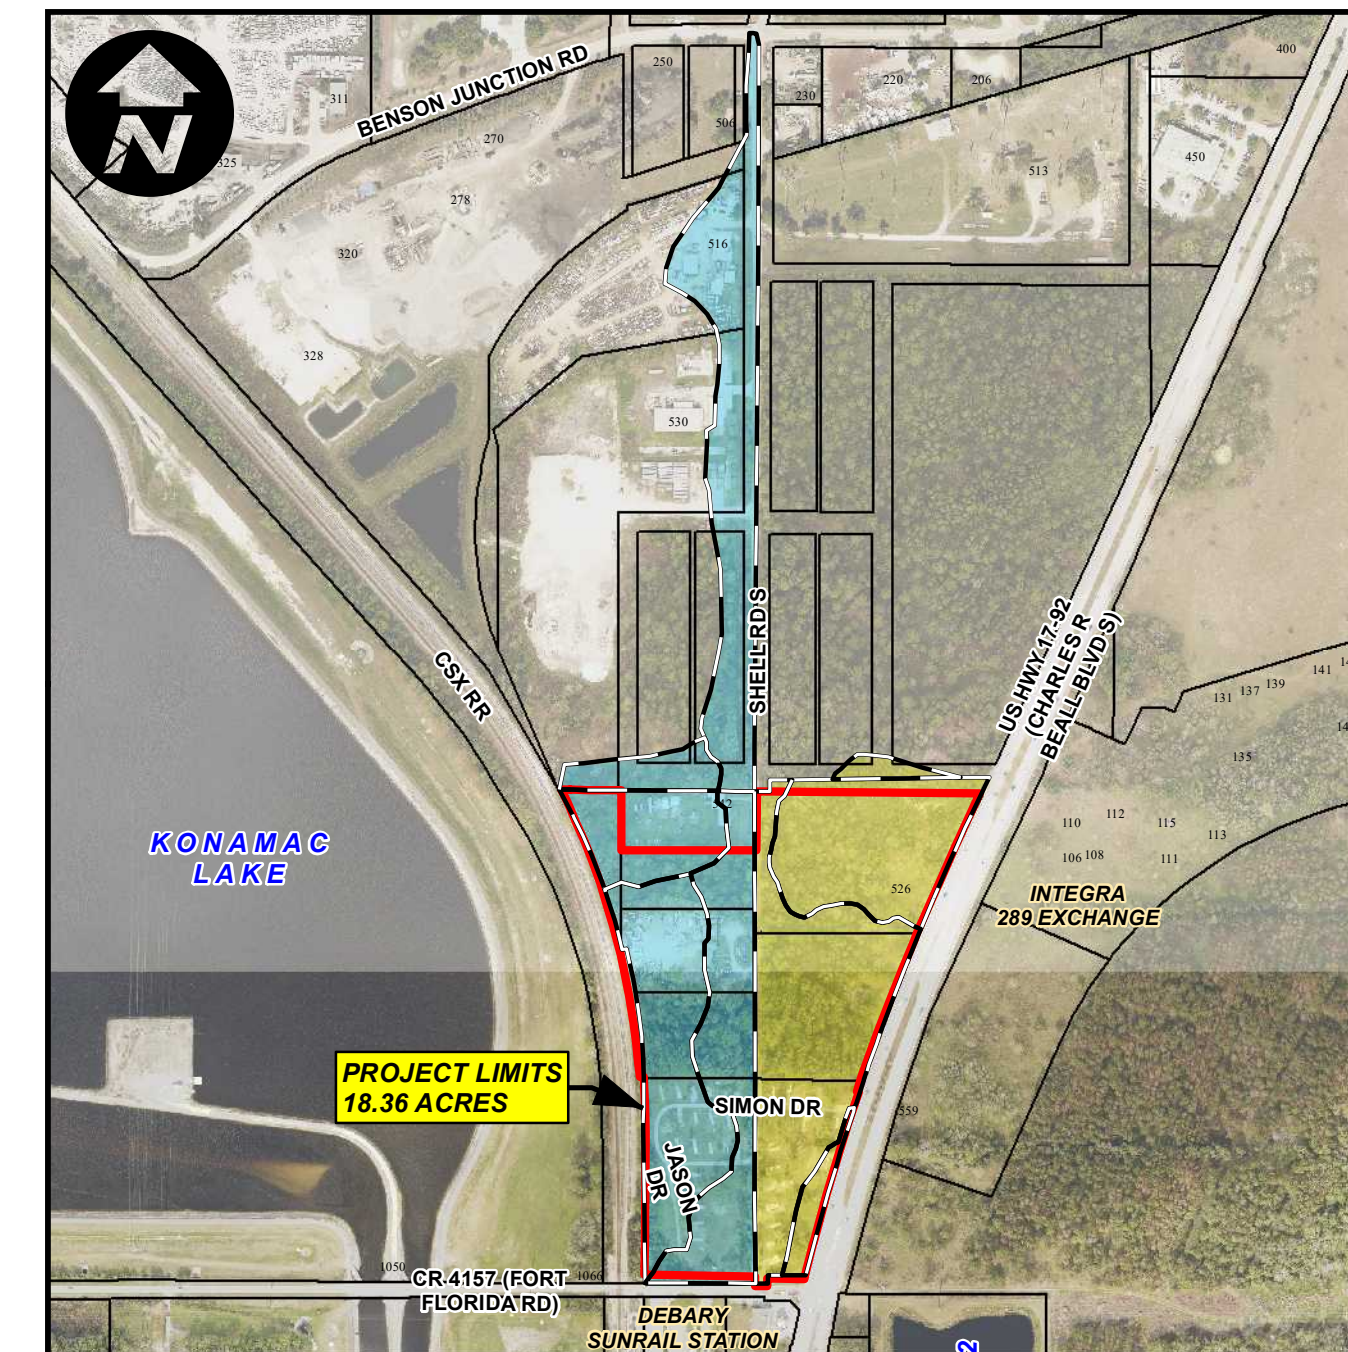 400
250
BENSON JUNCTION RD
220
206
311
230
506
270
450
325
513
278
516
320
328
530
SHELL RD S
US HWY 17-92
(CHARLES R
BEALL BLVD S)
CSX RR
141
139
137
131
135
KONAMAC
LAKE
112
110
115
113
106
108
111
526
INTEGRA
289 EXCHANGE
PROJECT LIMITS
18.36 ACRES
SIMON DR
559
JASON
DR
1050
1066
CR 4157 (FORT
FLORIDA RD)
DEBARY
SUNRAIL STATION
N